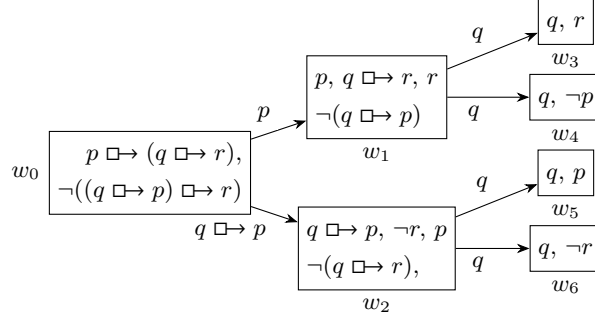 w₀
p □→ (q □→ r),
¬((q □→ p) □→ r)
p
q □→ p
p, q □→ r, r
¬(q □→ p)
w₁
q □→ p, ¬r, p
¬(q □→ r),
w₂
q
q
q, r
w₃
q, ¬p
w₄
q
q
q, p
w₅
q, ¬r
w₆